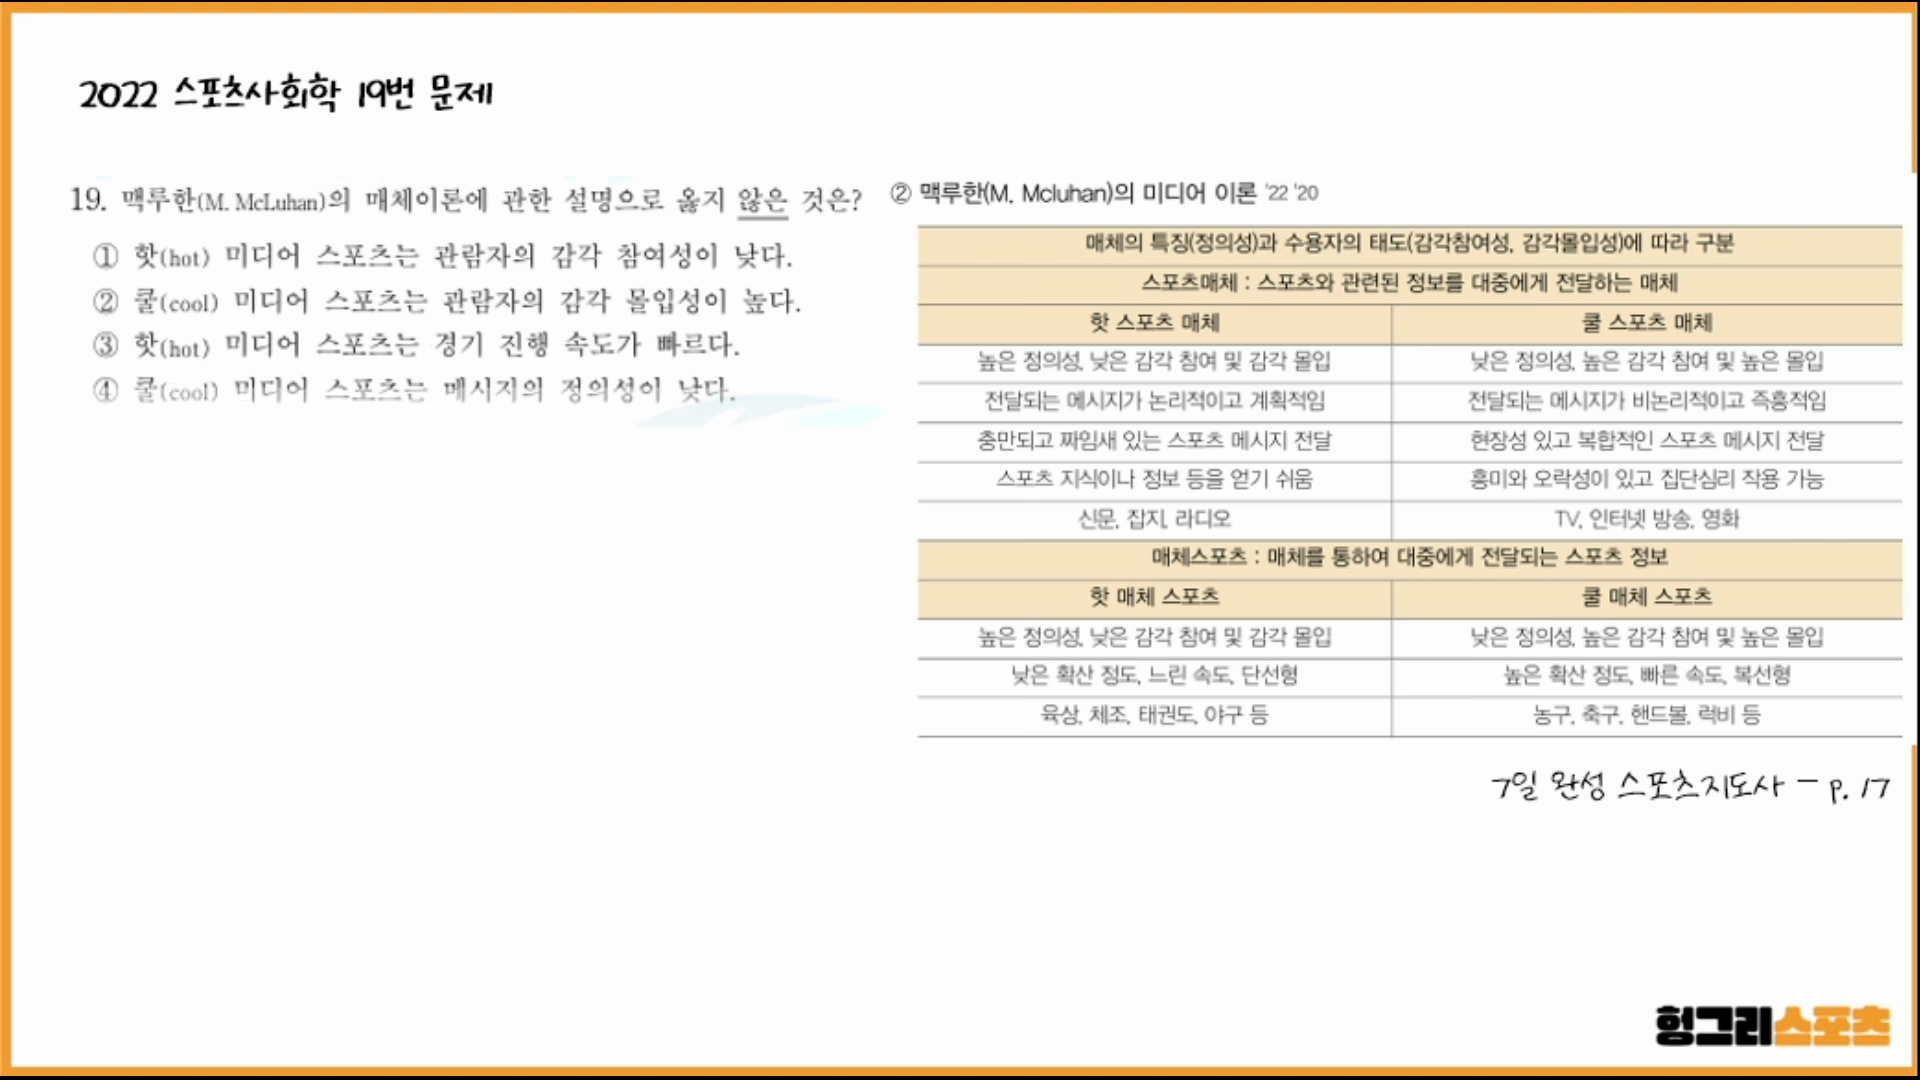 2022 스포츠사회학 19번 문제
19. 맥루한(M. McLuhan)의 매체이론에 관한 설명으로 옳지 않은 것은?
① 핫(hot) 미디어 스포츠는 관람자의 감각 참여성이 낮다.
② 쿨(cool) 미디어 스포츠는 관람자의 감각 몰입성이 높다.
③ 핫(hot) 미디어 스포츠는 경기 진행 속도가 빠르다.
④ 쿨(cool) 미디어 스포츠는 메시지의 정의성이 낮다.
② 맥루한(M. Mcluhan)의 미디어 이론 '22 '20
매체의 특징(정의성)과 수용자의 태도(감각참여성, 감각몰입성)에 따라 구분
스포츠매체 : 스포츠와 관련된 정보를 대중에게 전달하는 매체
핫 스포츠 매체 쿨 스포츠 매체
높은 정의성, 낮은 감각 참여 및 감각 몰입 낮은 정의성, 높은 감각 참여 및 높은 몰입
전달되는 메시지가 논리적이고 계획적임 전달되는 메시지가 비논리적이고 즉흥적임
충만되고 짜임새 있는 스포츠 메시지 전달 현장성 있고 복합적인 스포츠 메시지 전달
스포츠 지식이나 정보 등을 얻기 쉬움 흥미와 오락성이 있고 집단심리 작용 가능
신문, 잡지, 라디오 TV, 인터넷 방송, 영화
매체스포츠 : 매체를 통하여 대중에게 전달되는 스포츠 정보
핫 매체 스포츠 쿨 매체 스포츠
높은 정의성, 낮은 감각 참여 및 감각 몰입 낮은 정의성, 높은 감각 참여 및 높은 몰입
낮은 확산 정도, 느린 속도, 단선형 높은 확산 정도, 빠른 속도, 복선형
육상, 체조, 태권도, 야구 등 농구, 축구, 핸드볼, 럭비 등
7일 완성 스포츠지도사 - p. 17
헝그리스포츠